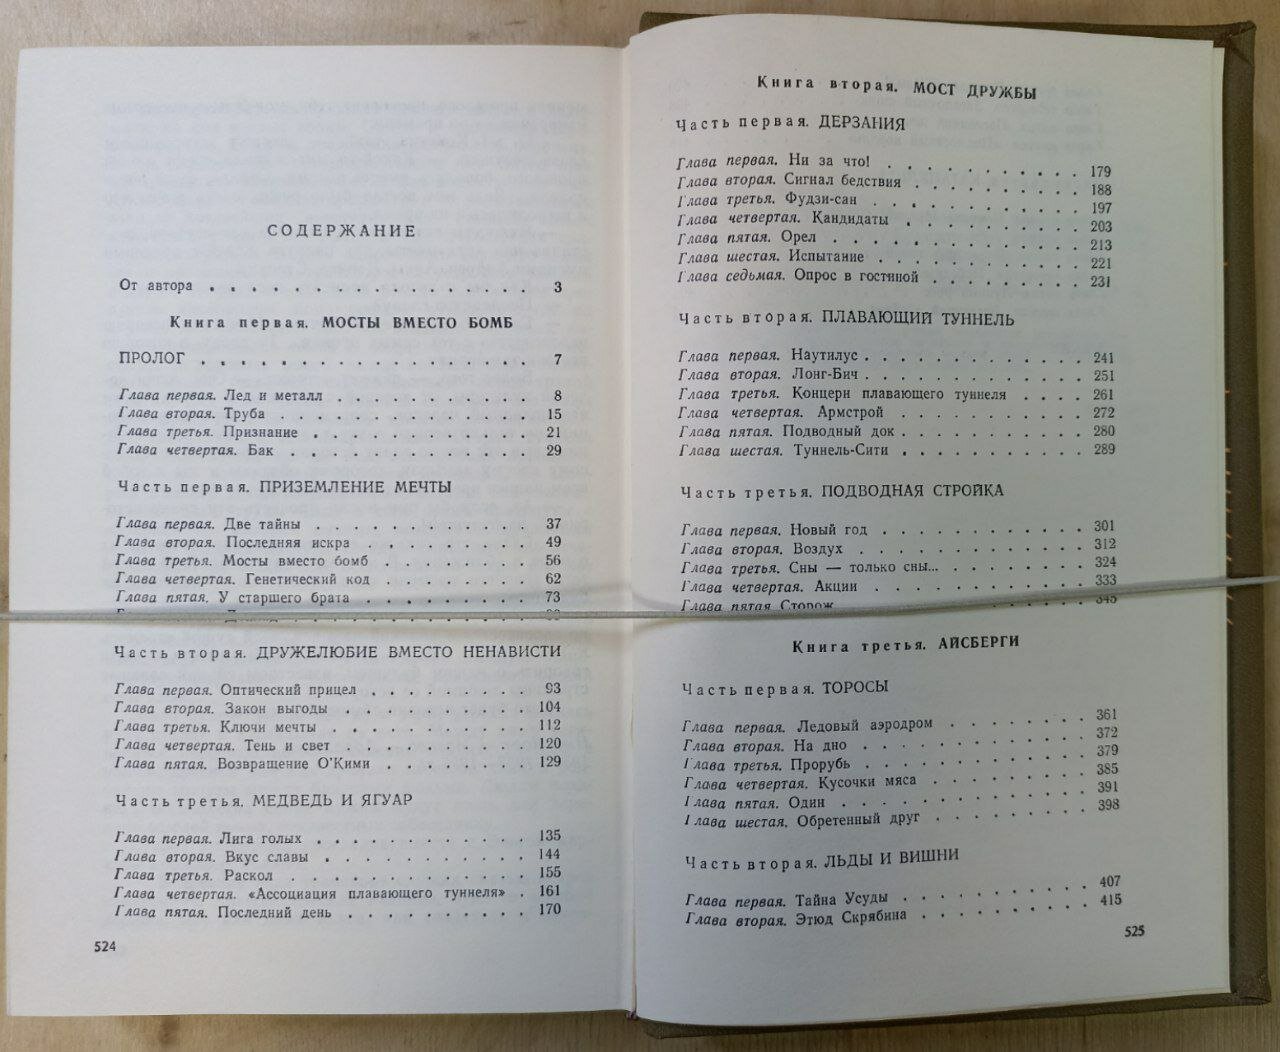 СОДЕРЖАНИЕ
От автора . . . . . . . . . . . . . . . . . . 3
Книга первая. МОСТЫ ВМЕСТО БОМБ
ПРОЛОГ . . . . . . . . . . . . . . . . . . 7
Глава первая. Лед и металл . . . . . . . . . . . 8
Глава вторая. Труба . . . . . . . . . . . . . . 15
Глава третья. Признание . . . . . . . . . . . . 21
Глава четвертая. Бак . . . . . . . . . . . . . 29
Часть первая. ПРИЗЕМЛЕНИЕ МЕЧТЫ
Глава первая. Две тайны . . . . . . . . . . . . 37
Глава вторая. Последняя искра . . . . . . . . . 49
Глава третья. Мосты вместо бомб . . . . . . . . 56
Глава четвертая. Генетический код . . . . . . . . 62
Глава пятая. У старшего брата . . . . . . . . . 73
Часть вторая. ДРУЖЕЛЮБИЕ ВМЕСТО НЕНАВИСТИ
Глава первая. Оптический прицел . . . . . . . . 93
Глава вторая. Закон выгоды . . . . . . . . . . 104
Глава третья. Ключи мечты . . . . . . . . . . . 112
Глава четвертая. Тень и свет . . . . . . . . . . 120
Глава пятая. Возвращение О'Кими . . . . . . . . 129
Часть третья. МЕДВЕДЬ И ЯГУАР
Глава первая. Лига голых . . . . . . . . . . . . 135
Глава вторая. Вкус славы . . . . . . . . . . . 144
Глава третья. Раскол . . . . . . . . . . . . . 155
Глава четвертая. «Ассоциация плавающего туннеля» . 161
Глава пятая. Последний день . . . . . . . . . . 170
524
Книга вторая. МОСТ ДРУЖБЫ
Часть первая. ДЕРЗАНИЯ
Глава первая. Ни за что! . . . . . . . . . . . 179
Глава вторая. Сигнал бедствия . . . . . . . . . 188
Глава третья. Фудзи-сан . . . . . . . . . . . 197
Глава четвертая. Кандидаты . . . . . . . . . . 203
Глава пятая. Орел . . . . . . . . . . . . . 213
Глава шестая. Испытание . . . . . . . . . . . 221
Глава седьмая. Опрос в гостиной . . . . . . . . . 231
Часть вторая. ПЛАВАЮЩИЙ ТУННЕЛЬ
Глава первая. Наутилус . . . . . . . . . . . . 241
Глава вторая. Лонг-Бич . . . . . . . . . . . . 251
Глава третья. Концерн плавающего туннеля . . . . 261
Глава четвертая. Армстрой . . . . . . . . . . 272
Глава пятая. Подводный док . . . . . . . . . . 280
Глава шестая. Туннель-Сити . . . . . . . . . . 289
Часть третья. ПОДВОДНАЯ СТРОЙКА
Глава первая. Новый год . . . . . . . . . . . 301
Глава вторая. Воздух . . . . . . . . . . . . 312
Глава третья. Сны — только сны... . . . . . . . . 324
Глава четвертая. Акции . . . . . . . . . . . . 333
Глава пятая Сторож 345
Книга третья. АЙСБЕРГИ
Часть первая. ТОРОСЫ
Глава первая. Ледовый аэродром . . . . . . . . 361
Глава вторая. На дно . . . . . . . . . . . . 372
Глава третья. Прорубь . . . . . . . . . . . . 379
Глава четвертая. Кусочки мяса . . . . . . . . . 385
Глава пятая. Один . . . . . . . . . . . . . 391
Глава шестая. Обретенный друг . . . . . . . . . 398
Часть вторая. ЛЬДЫ И ВИШНИ
Глава первая. Тайна Усуды . . . . . . . . . . 407
Глава вторая. Этюд Скрябина . . . . . . . . . 415
525